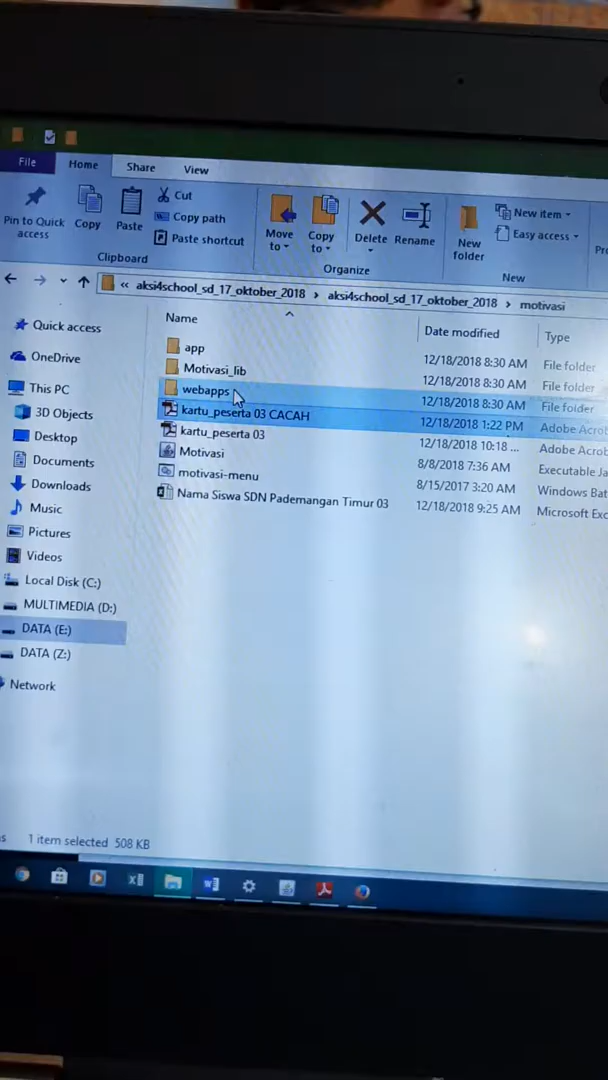 File Home Share View
Pin to Quick access
Copy
Paste
Cut
Copy path
Paste shortcut
Clipboard
Move to
Copy to
Delete
Rename
Organize
New folder
New item
Easy access
New
« aksi4school_sd_17_oktober_2018 › aksi4school_sd_17_oktober_2018 › motivasi
Name Date modified Type
app 12/18/2018 8:30 AM File folder
Motivasi_lib 12/18/2018 8:30 AM File folder
webapps 12/18/2018 8:30 AM File folder
kartu_peserta 03 CACAH 12/18/2018 1:22 PM Adobe Acrob
kartu_peserta 03 12/18/2018 10:18 ... Adobe Acrob
Motivasi 8/8/2018 7:36 AM Executable Ja
motivasi-menu 8/15/2017 3:20 AM Windows Bat
Nama Siswa SDN Pademangan Timur 03 12/18/2018 9:25 AM Microsoft Exc
Quick access
OneDrive
This PC
3D Objects
Desktop
Documents
Downloads
Music
Pictures
Videos
Local Disk (C:)
MULTIMEDIA (D:)
DATA (E:)
DATA (Z:)
Network
1 item selected 508 KB